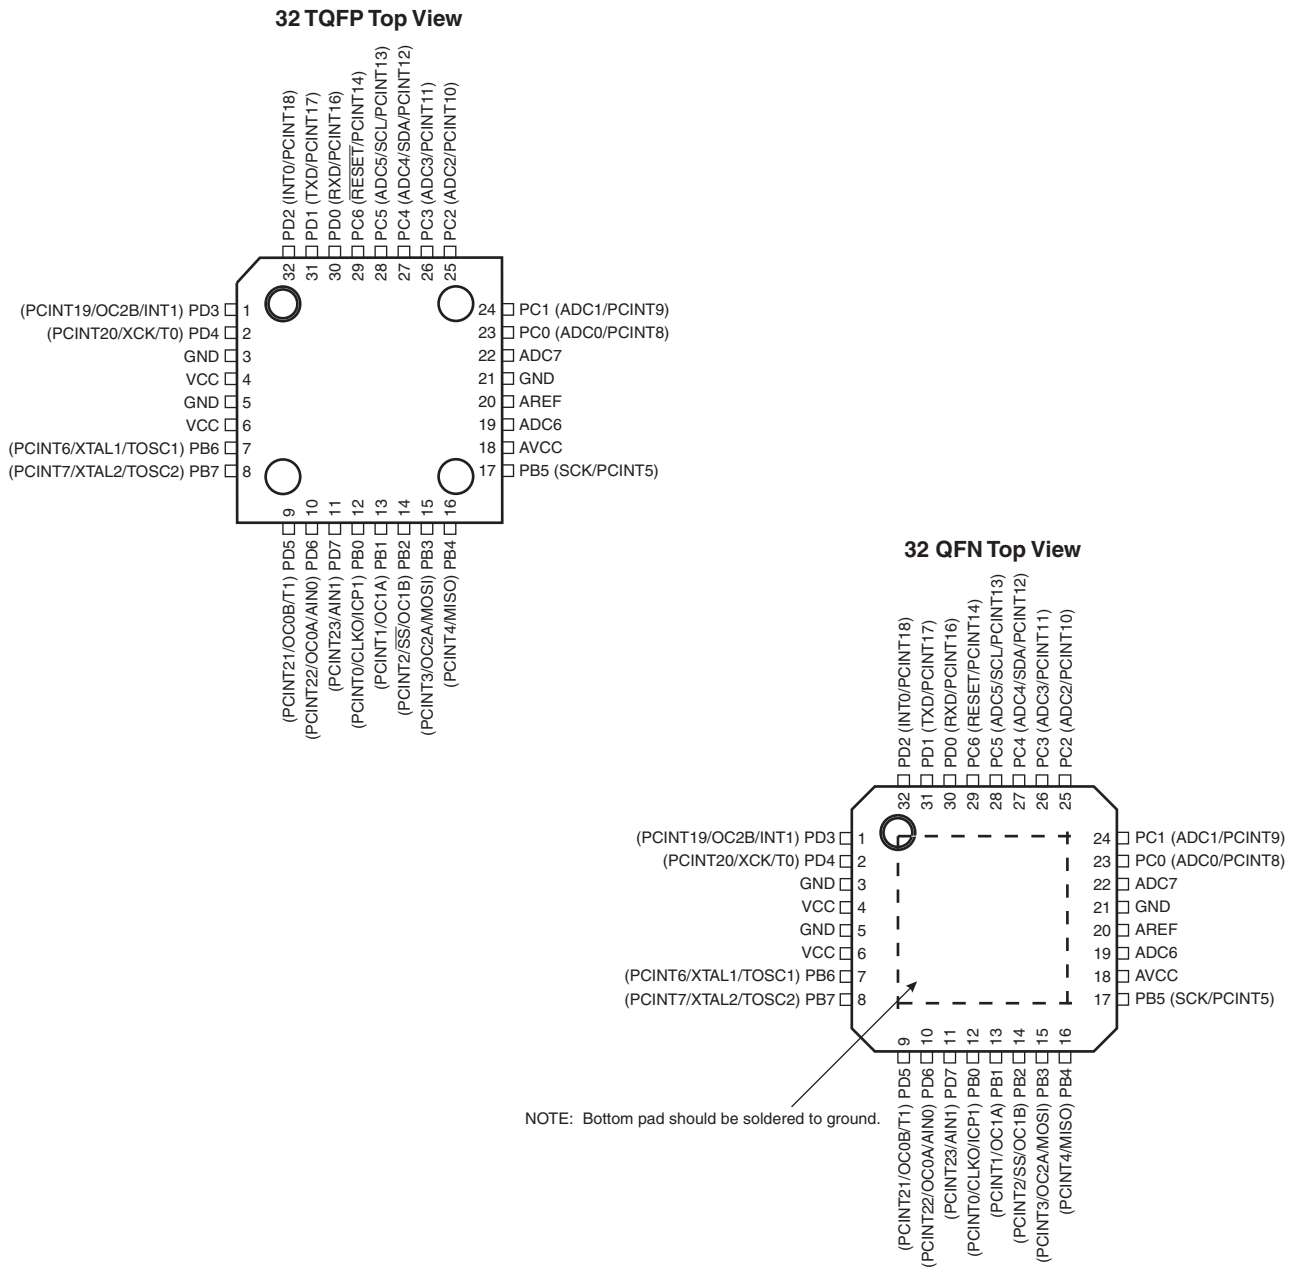 32 TQFP Top View
PD2 (INT0/PCINT18)
PD1 (TXD/PCINT17)
PD0 (RXD/PCINT16)
PC6 (R̅E̅S̅E̅T̅/PCINT14)
PC5 (ADC5/SCL/PCINT13)
PC4 (ADC4/SDA/PCINT12)
PC3 (ADC3/PCINT11)
PC2 (ADC2/PCINT10)
32
31
30
29
28
27
26
25
(PCINT19/OC2B/INT1) PD3 1
(PCINT20/XCK/T0) PD4 2
GND 3
VCC 4
GND 5
VCC 6
(PCINT6/XTAL1/TOSC1) PB6 7
(PCINT7/XTAL2/TOSC2) PB7 8
24 PC1 (ADC1/PCINT9)
23 PC0 (ADC0/PCINT8)
22 ADC7
21 GND
20 AREF
19 ADC6
18 AVCC
17 PB5 (SCK/PCINT5)
9
10
11
12
13
14
15
16
(PCINT21/OC0B/T1) PD5
(PCINT22/OC0A/AIN0) PD6
(PCINT23/AIN1) PD7
(PCINT0/CLKO/ICP1) PB0
(PCINT1/OC1A) PB1
(PCINT2/S̅S̅/OC1B) PB2
(PCINT3/OC2A/MOSI) PB3
(PCINT4/MISO) PB4
32 QFN Top View
PD2 (INT0/PCINT18)
PD1 (TXD/PCINT17)
PD0 (RXD/PCINT16)
PC6 (RESET/PCINT14)
PC5 (ADC5/SCL/PCINT13)
PC4 (ADC4/SDA/PCINT12)
PC3 (ADC3/PCINT11)
PC2 (ADC2/PCINT10)
32
31
30
29
28
27
26
25
(PCINT19/OC2B/INT1) PD3 1
(PCINT20/XCK/T0) PD4 2
GND 3
VCC 4
GND 5
VCC 6
(PCINT6/XTAL1/TOSC1) PB6 7
(PCINT7/XTAL2/TOSC2) PB7 8
24 PC1 (ADC1/PCINT9)
23 PC0 (ADC0/PCINT8)
22 ADC7
21 GND
20 AREF
19 ADC6
18 AVCC
17 PB5 (SCK/PCINT5)
9
10
11
12
13
14
15
16
(PCINT21/OC0B/T1) PD5
(PCINT22/OC0A/AIN0) PD6
(PCINT23/AIN1) PD7
(PCINT0/CLKO/ICP1) PB0
(PCINT1/OC1A) PB1
(PCINT2/SS/OC1B) PB2
(PCINT3/OC2A/MOSI) PB3
(PCINT4/MISO) PB4
NOTE: Bottom pad should be soldered to ground.